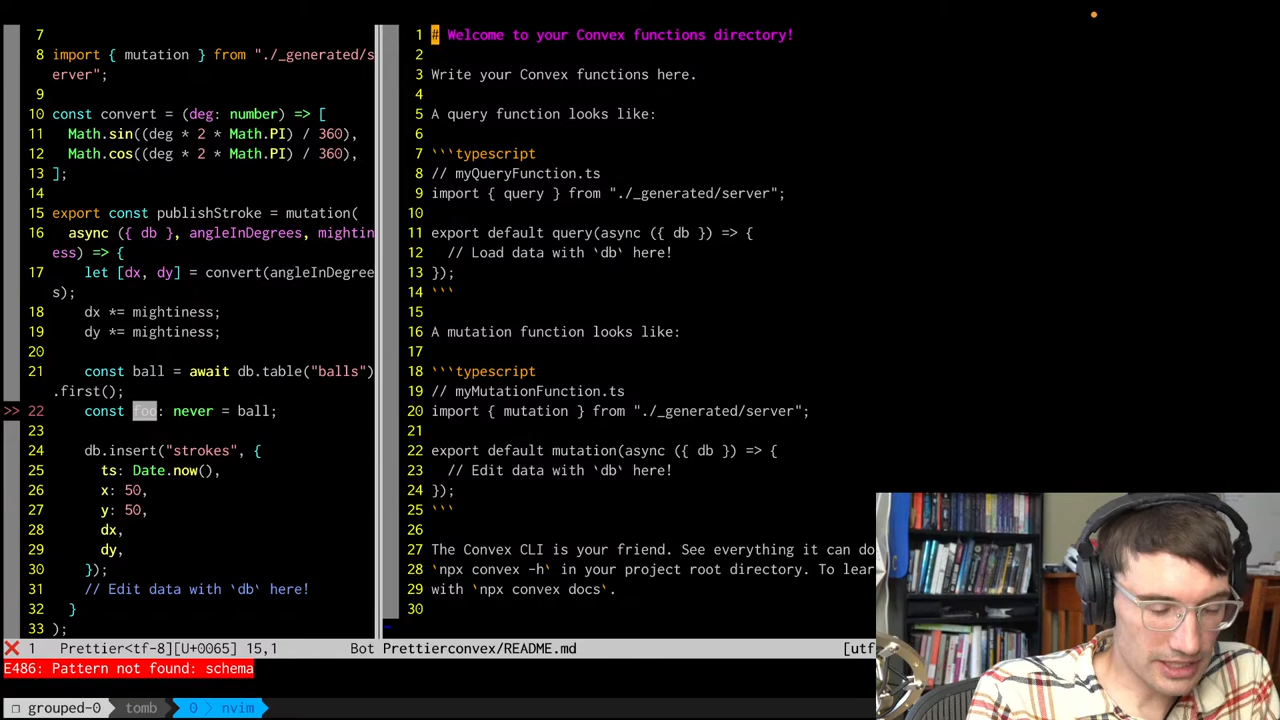 7
8 import { mutation } from "./_generated/s
erver";
9
10 const convert = (deg: number) => [
11 Math.sin((deg * 2 * Math.PI) / 360),
12 Math.cos((deg * 2 * Math.PI) / 360),
13 ];
14
15 export const publishStroke = mutation(
16 async ({ db }, angleInDegrees, mightin
ess) => {
17 let [dx, dy] = convert(angleInDegree
s);
18 dx *= mightiness;
19 dy *= mightiness;
20
21 const ball = await db.table("balls")
.first();
>> 22 const foo: never = ball;
23
24 db.insert("strokes", {
25 ts: Date.now(),
26 x: 50,
27 y: 50,
28 dx,
29 dy,
30 });
31 // Edit data with `db` here!
32 }
33 );
❌ 1 Prettier<tf-8][U+0065] 15,1 Bot
1 # Welcome to your Convex functions directory!
2
3 Write your Convex functions here.
4
5 A query function looks like:
6
7 ```typescript
8 // myQueryFunction.ts
9 import { query } from "./_generated/server";
10
11 export default query(async ({ db }) => {
12 // Load data with `db` here!
13 });
14 ```
15
16 A mutation function looks like:
17
18 ```typescript
19 // myMutationFunction.ts
20 import { mutation } from "./_generated/server";
21
22 export default mutation(async ({ db }) => {
23 // Edit data with `db` here!
24 });
25 ```
26
27 The Convex CLI is your friend. See everything it can do
28 `npx convex -h` in your project root directory. To lear
29 with `npx convex docs`.
30
~
Prettierconvex/README.md [utf
E486: Pattern not found: schema
grouped-0 tomb 0 > nvim